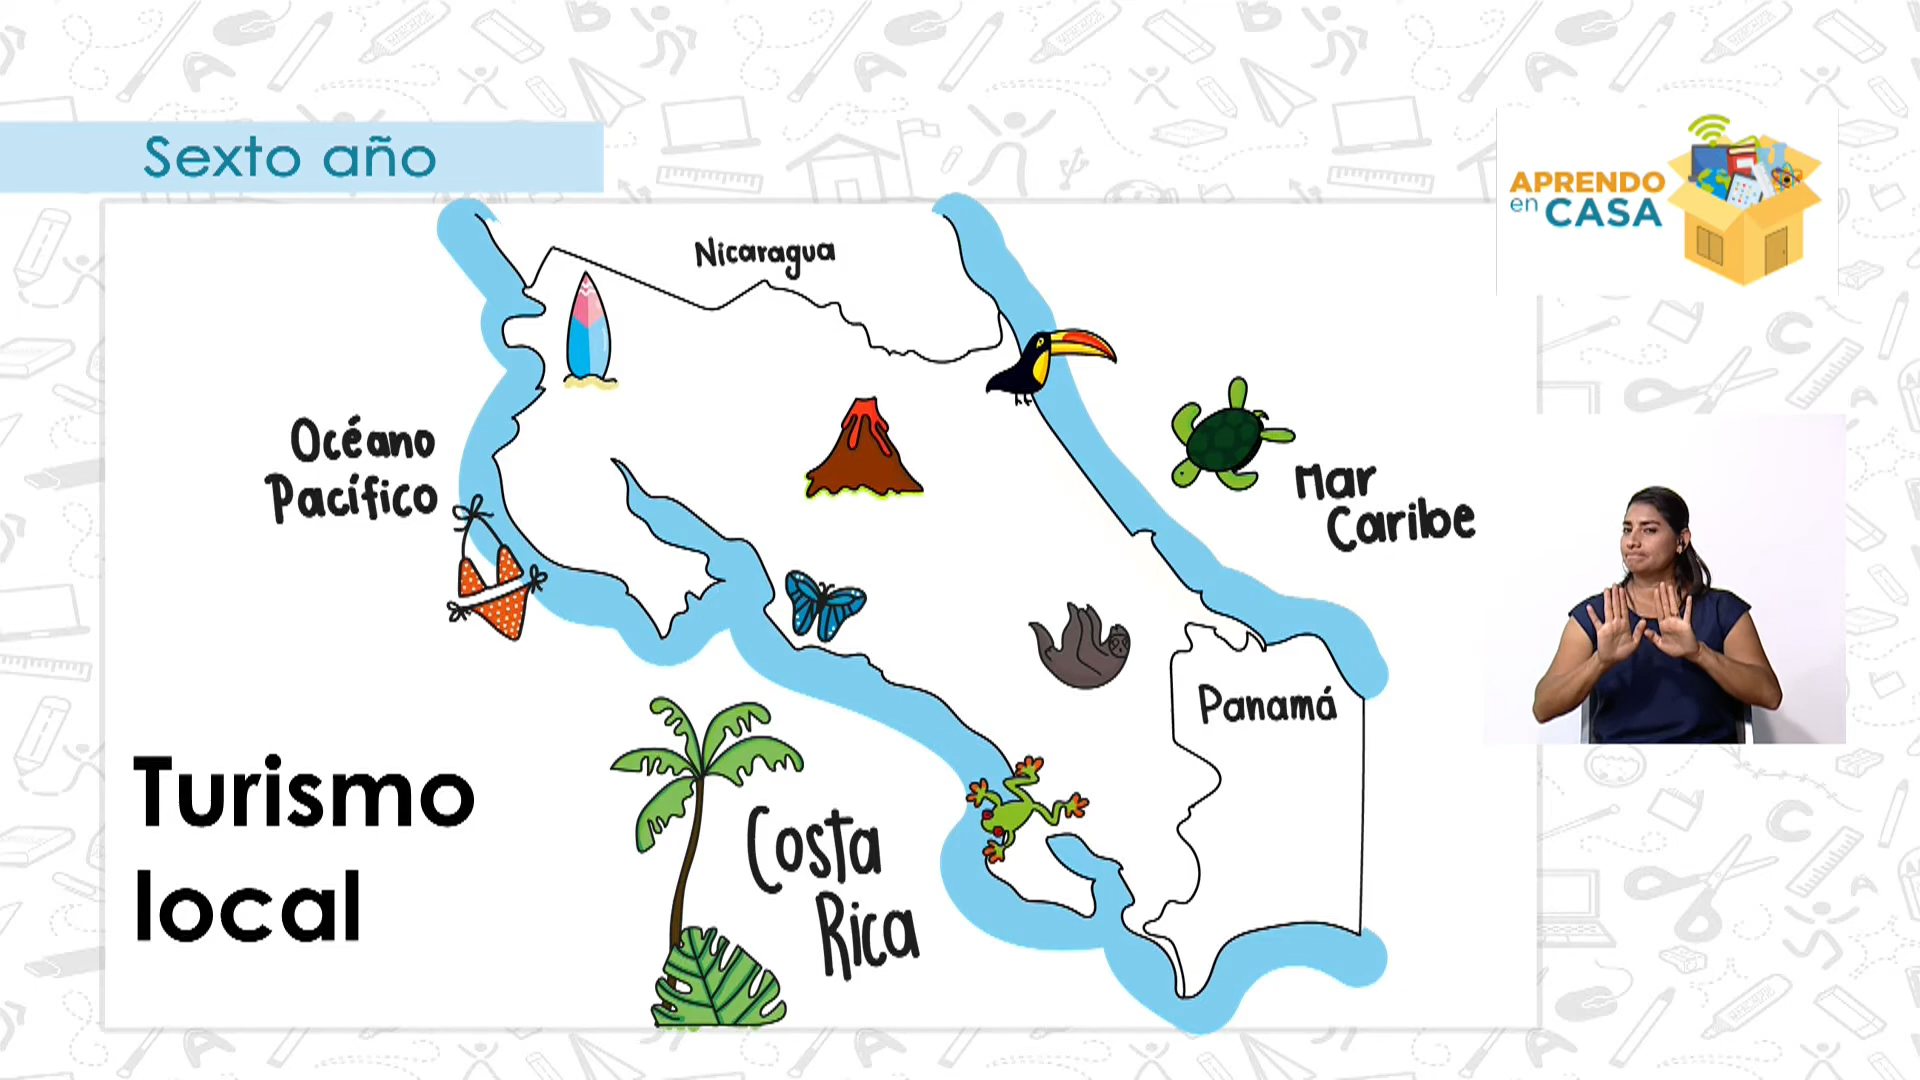 Sexto año
APRENDO
en CASA
Nicaragua
Océano
Pacífico
Mar
Caribe
Panamá
Turismo
local
Costa
Rica